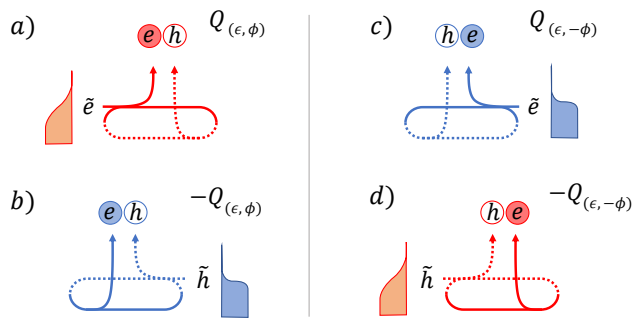 a) e h Q(ϵ,ϕ)
ẽ
b) e h −Q(ϵ,ϕ)
h̃
c) h e Q(ϵ,−ϕ)
ẽ
d) h e −Q(ϵ,−ϕ)
h̃